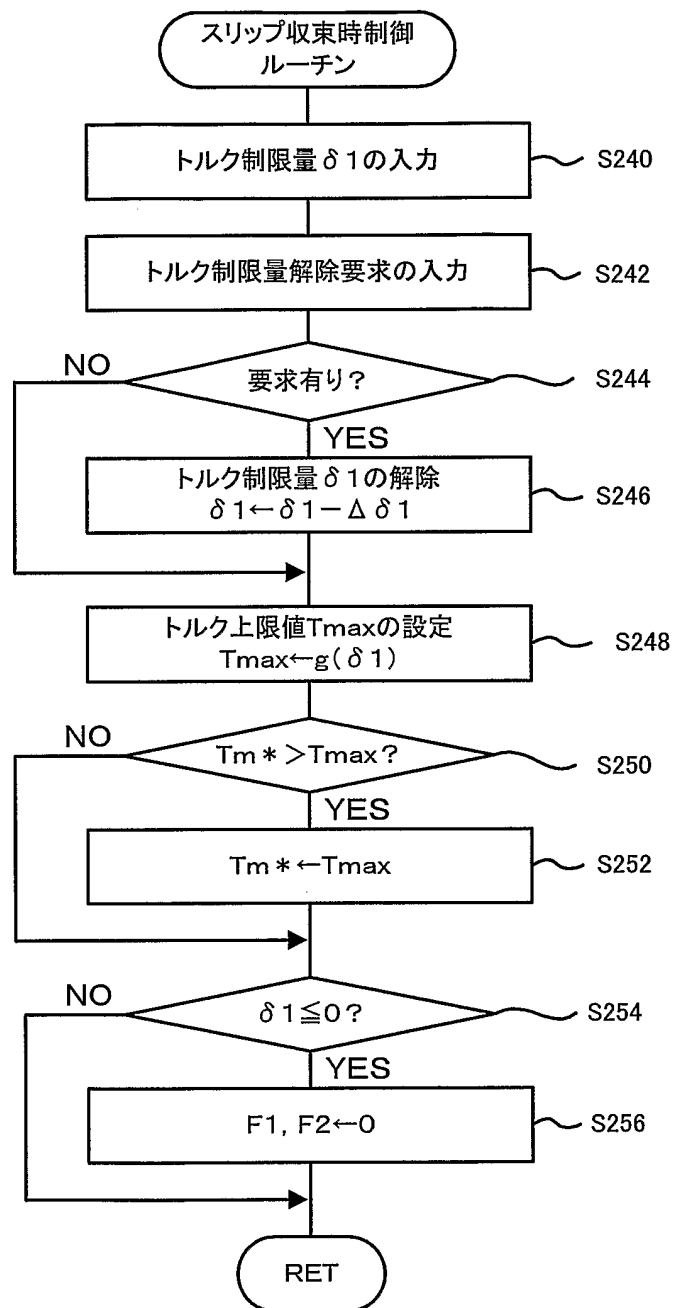 スリップ収束時制御
ルーチン
トルク制限量δ1の入力
S240
トルク制限量解除要求の入力
S242
NO
要求有り?
S244
YES
トルク制限量δ1の解除
δ1←δ1-Δδ1
S246
トルク上限値Tmaxの設定
Tmax←g(δ1)
S248
NO
Tm*>Tmax?
S250
YES
Tm*←Tmax
S252
NO
δ1≦0?
S254
YES
F1, F2←0
S256
RET